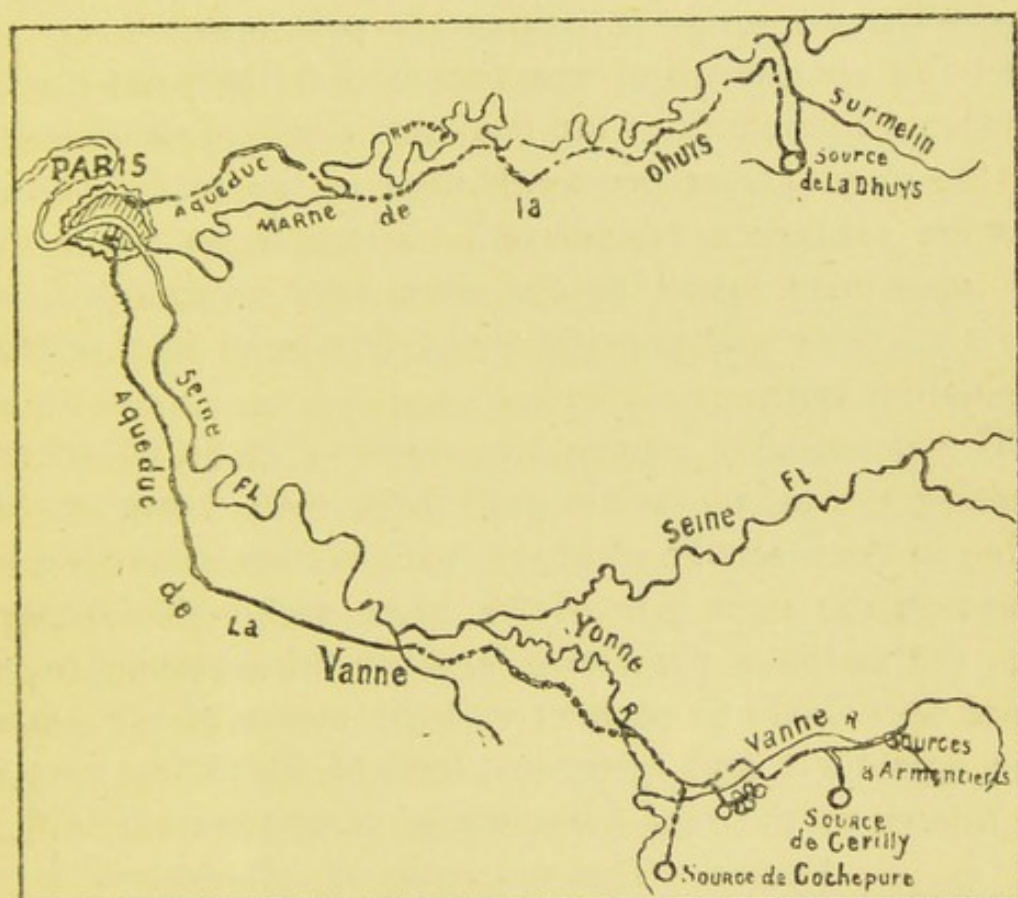 PARIS
AQUEDUC
de
la
DHUYS
MARNE
Surmelin
Source
de La Dhuys
Seine
FL
Aqueduc
de
La
Vanne
Seine
FL
Yonne
R
Vanne R
Sources
d'Armentieres
Source
de Cerilly
Source de Cochepure